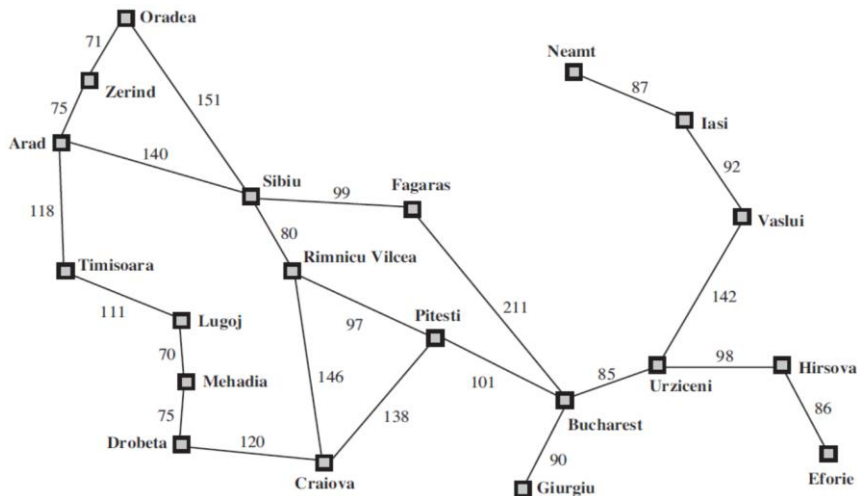 Oradea
Neamt
71
87
Zerind
151
75
Iasi
Arad
140
92
Sibiu
Fagaras
99
118
Vaslui
80
Timisoara
Rimnicu Vilcea
142
111
211
Lugoj
97
Pitesti
70
98
Hirsova
146
85
Mehadia
101
Urziceni
86
75
138
Bucharest
Drobeta
120
90
Craiova
Eforie
Giurgiu